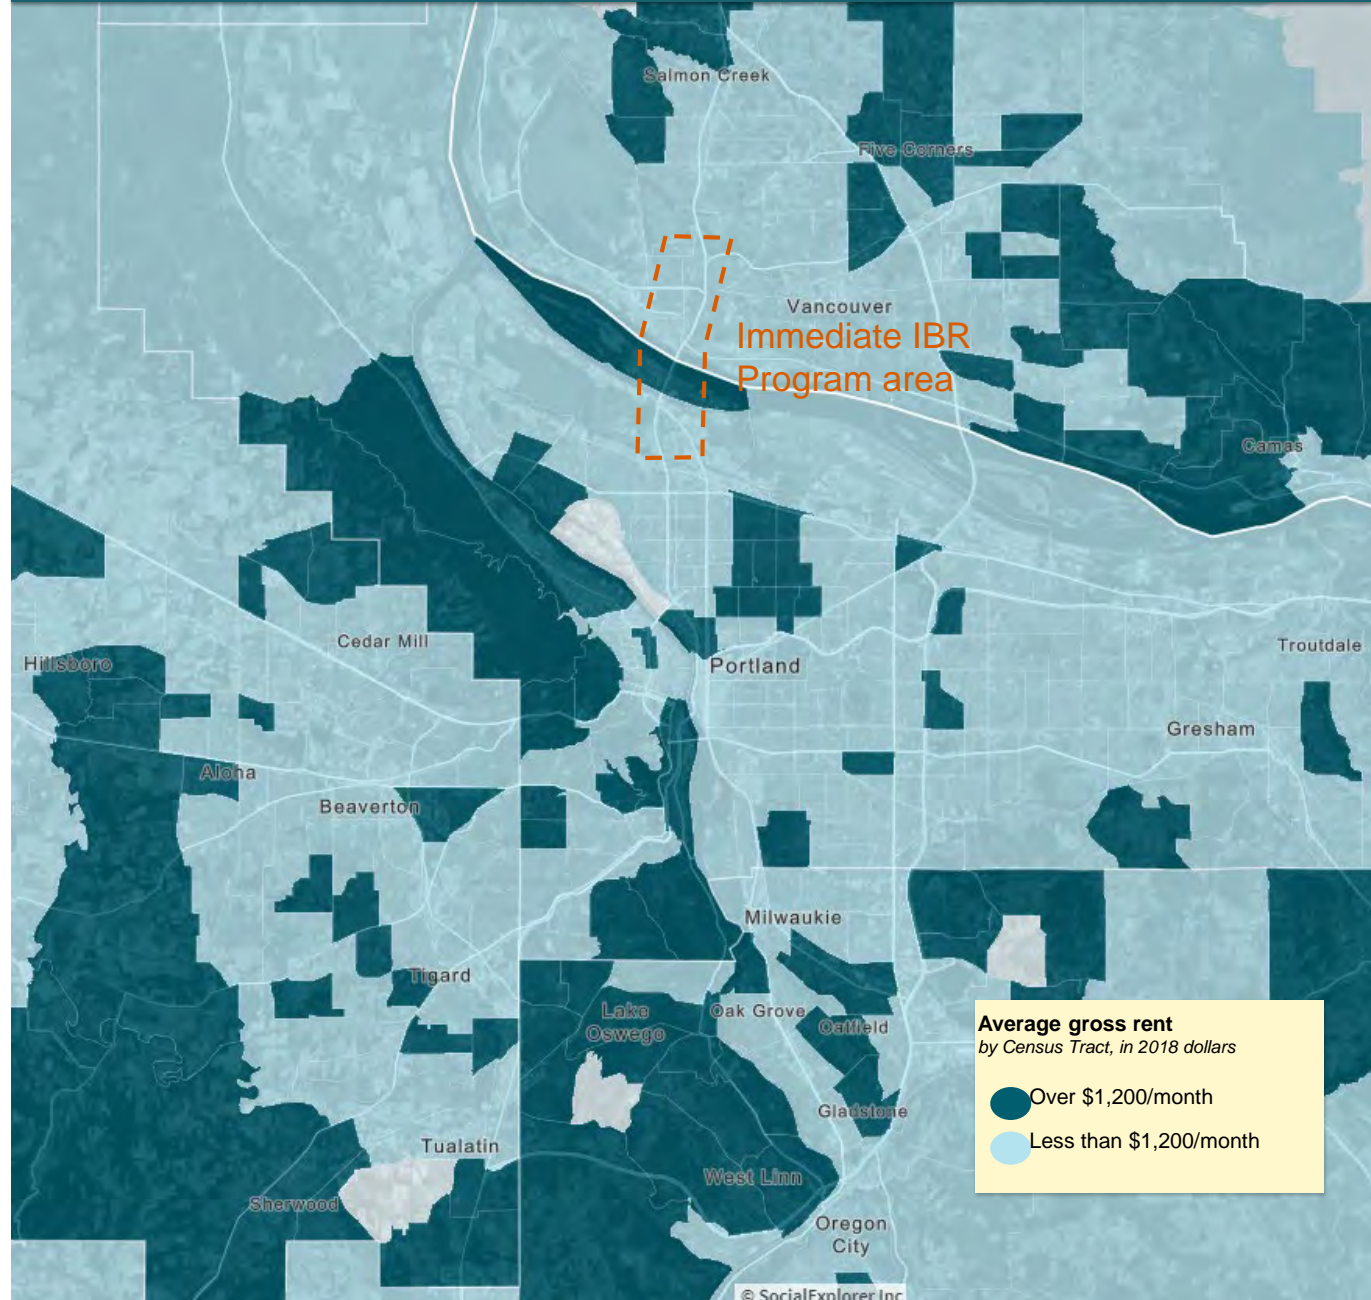 Salmon Creek
Five Corners
Vancouver
Immediate IBR
Program area
Camas
Cedar Mill
Hillsboro
Portland
Troutdale
Gresham
Aloha
Beaverton
Milwaukie
Tigard
Lake
Oswego
Oak Grove
Oatfield
Average gross rent
by Census Tract, in 2018 dollars
Over $1,200/month
Less than $1,200/month
Gladstone
Tualatin
West Linn
Sherwood
Oregon
City
© SocialExplorer Inc